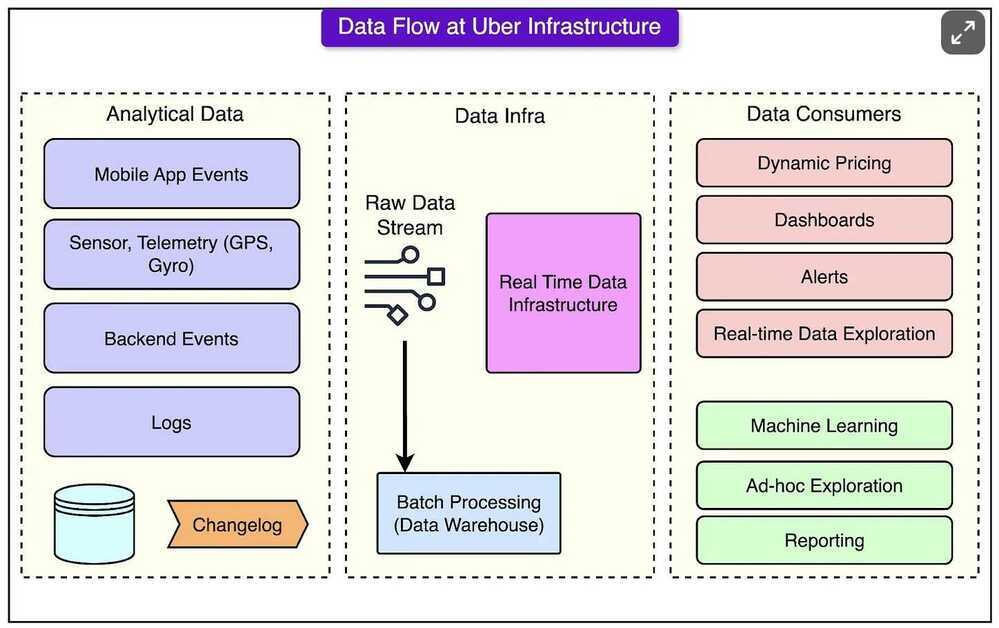 Data Flow at Uber Infrastructure
Analytical Data
Mobile App Events
Sensor, Telemetry (GPS,
Gyro)
Backend Events
Logs
Changelog
Data Infra
Raw Data
Stream
Real Time Data
Infrastructure
Batch Processing
(Data Warehouse)
Data Consumers
Dynamic Pricing
Dashboards
Alerts
Real-time Data Exploration
Machine Learning
Ad-hoc Exploration
Reporting